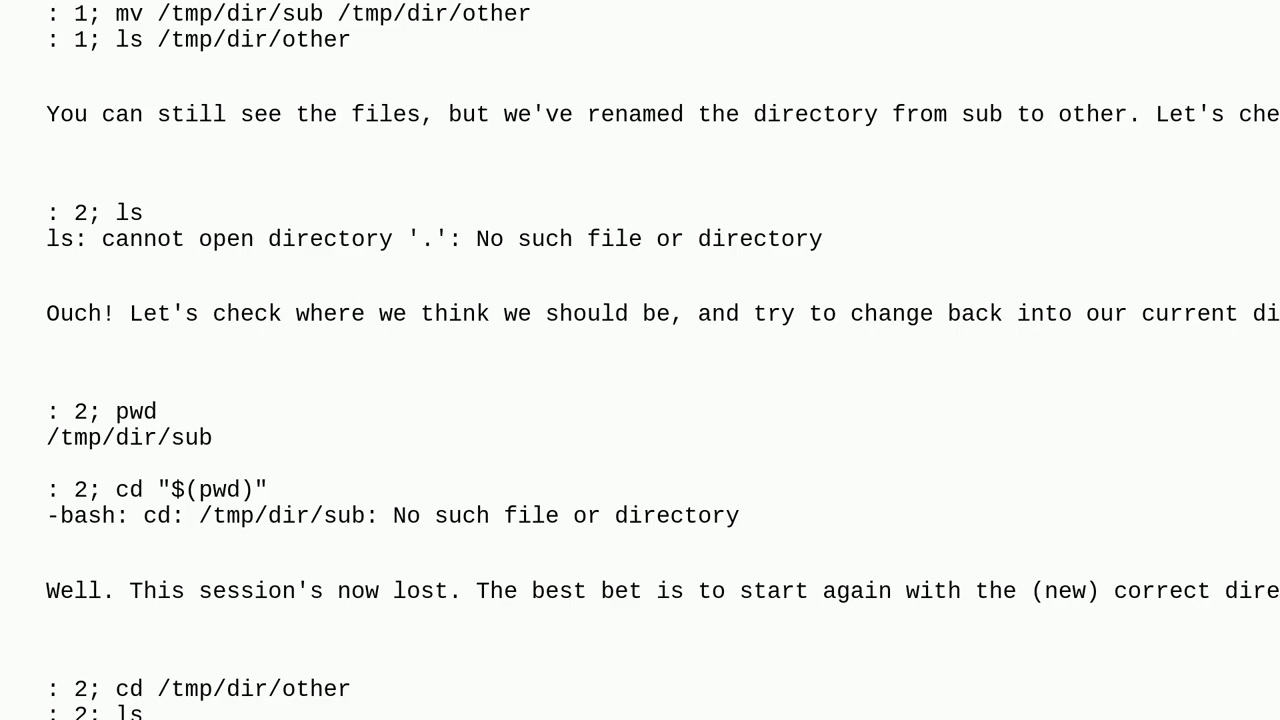 : 1; mv /tmp/dir/sub /tmp/dir/other
: 1; ls /tmp/dir/other
You can still see the files, but we've renamed the directory from sub to other. Let's che
: 2; ls
ls: cannot open directory '.': No such file or directory
Ouch! Let's check where we think we should be, and try to change back into our current di
: 2; pwd
/tmp/dir/sub
: 2; cd "$(pwd)"
-bash: cd: /tmp/dir/sub: No such file or directory
Well. This session's now lost. The best bet is to start again with the (new) correct dire
: 2; cd /tmp/dir/other
: 2; ls